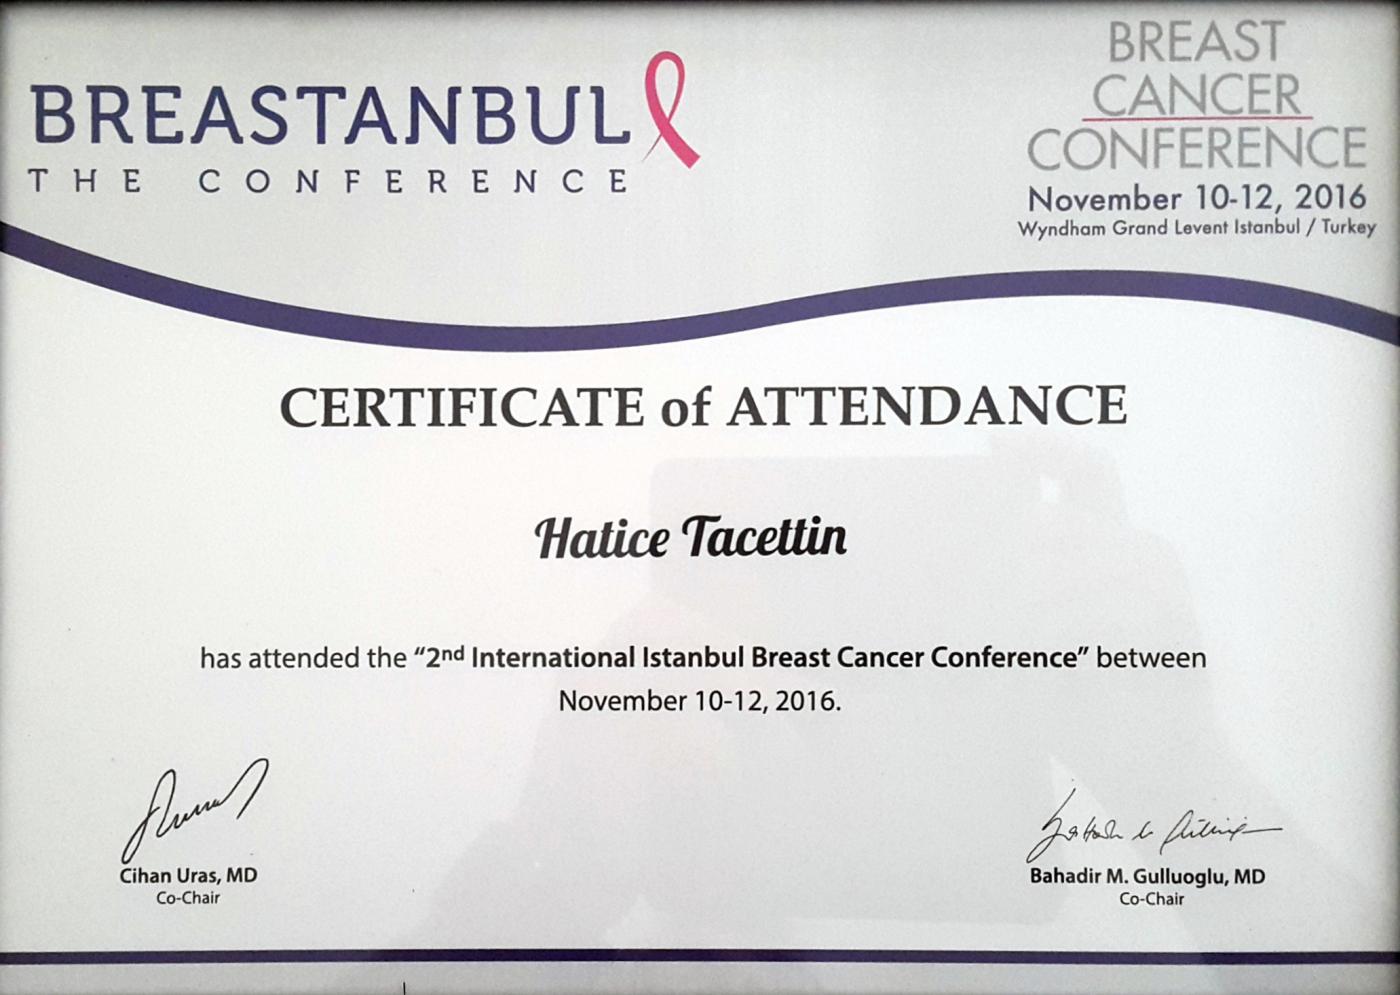 BREASTANBUL
THE CONFERENCE
BREAST
CANCER
CONFERENCE
November 10-12, 2016
Wyndham Grand Levent Istanbul / Turkey
CERTIFICATE of ATTENDANCE
Hatice Tacettin
has attended the “2nd International Istanbul Breast Cancer Conference” between
November 10-12, 2016.
Cihan Uras, MD
Co-Chair
Bahadir M. Gulluoglu, MD
Co-Chair